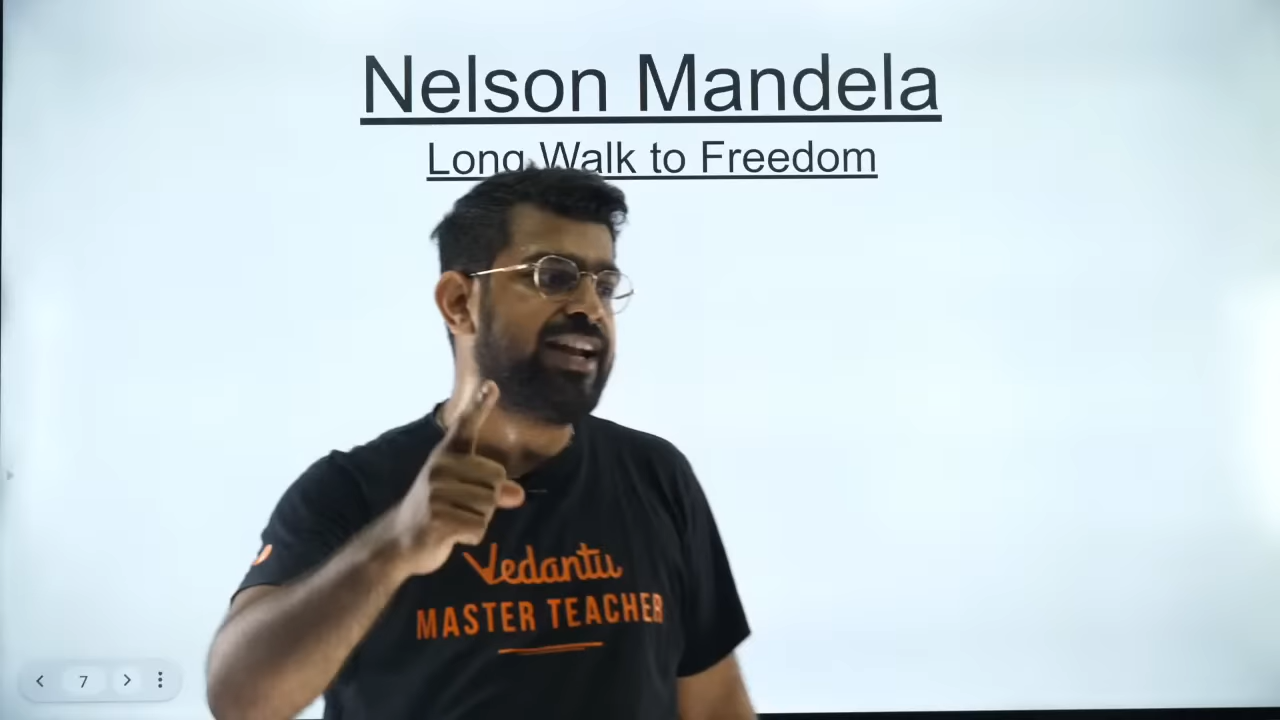 Nelson Mandela
Long Walk to Freedom
Vedantu
MASTER TEACHER
7